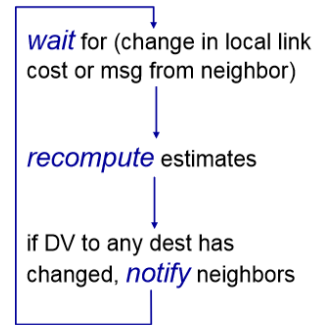 wait for (change in local link
cost or msg from neighbor)
recompute estimates
if DV to any dest has
changed, notify neighbors